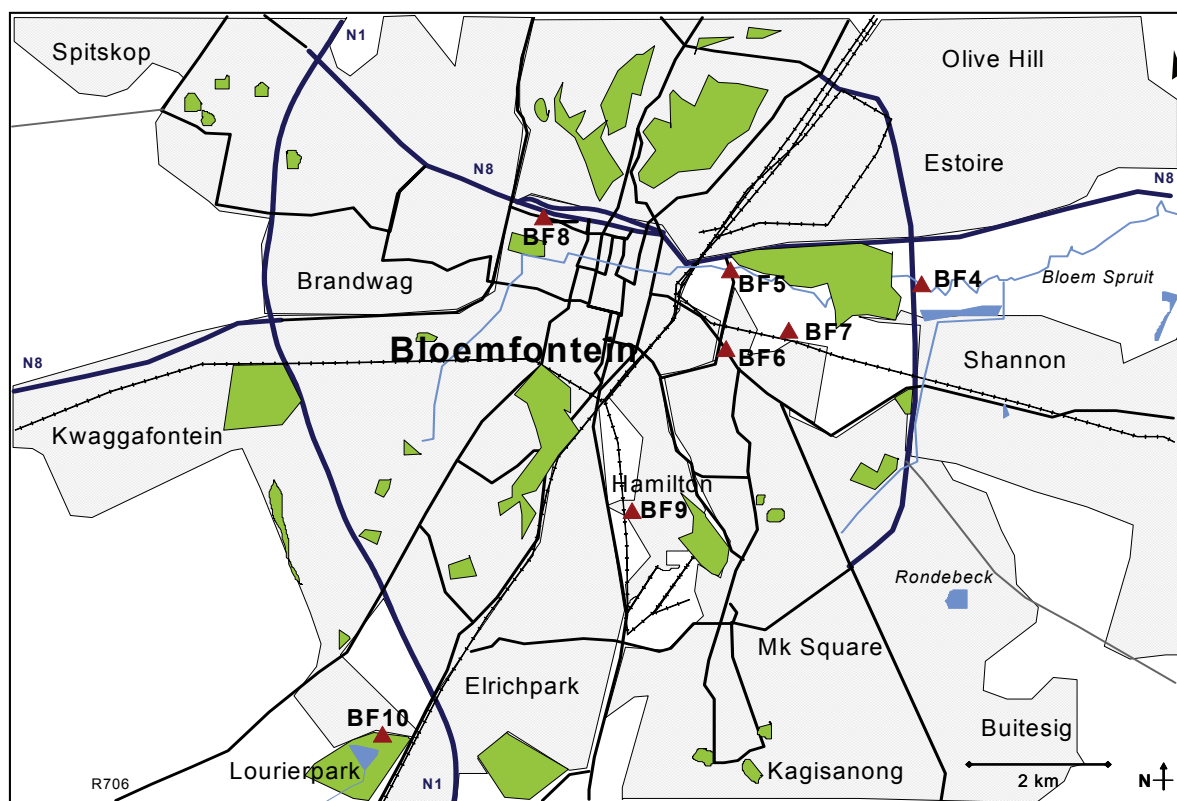 N1
Spitskop
Olive Hill
Estoire
N8
N8
BF8
Brandwag
BF5
BF4
Bloem Spruit
BF7
Bloemfontein
BF6
Shannon
N8
Kwaggafontein
Hamilton
BF9
Rondebeck
Mk Square
Elrichpark
BF10
Buitesig
Lourierpark
Kagisanong
R706
N1
2 km
N